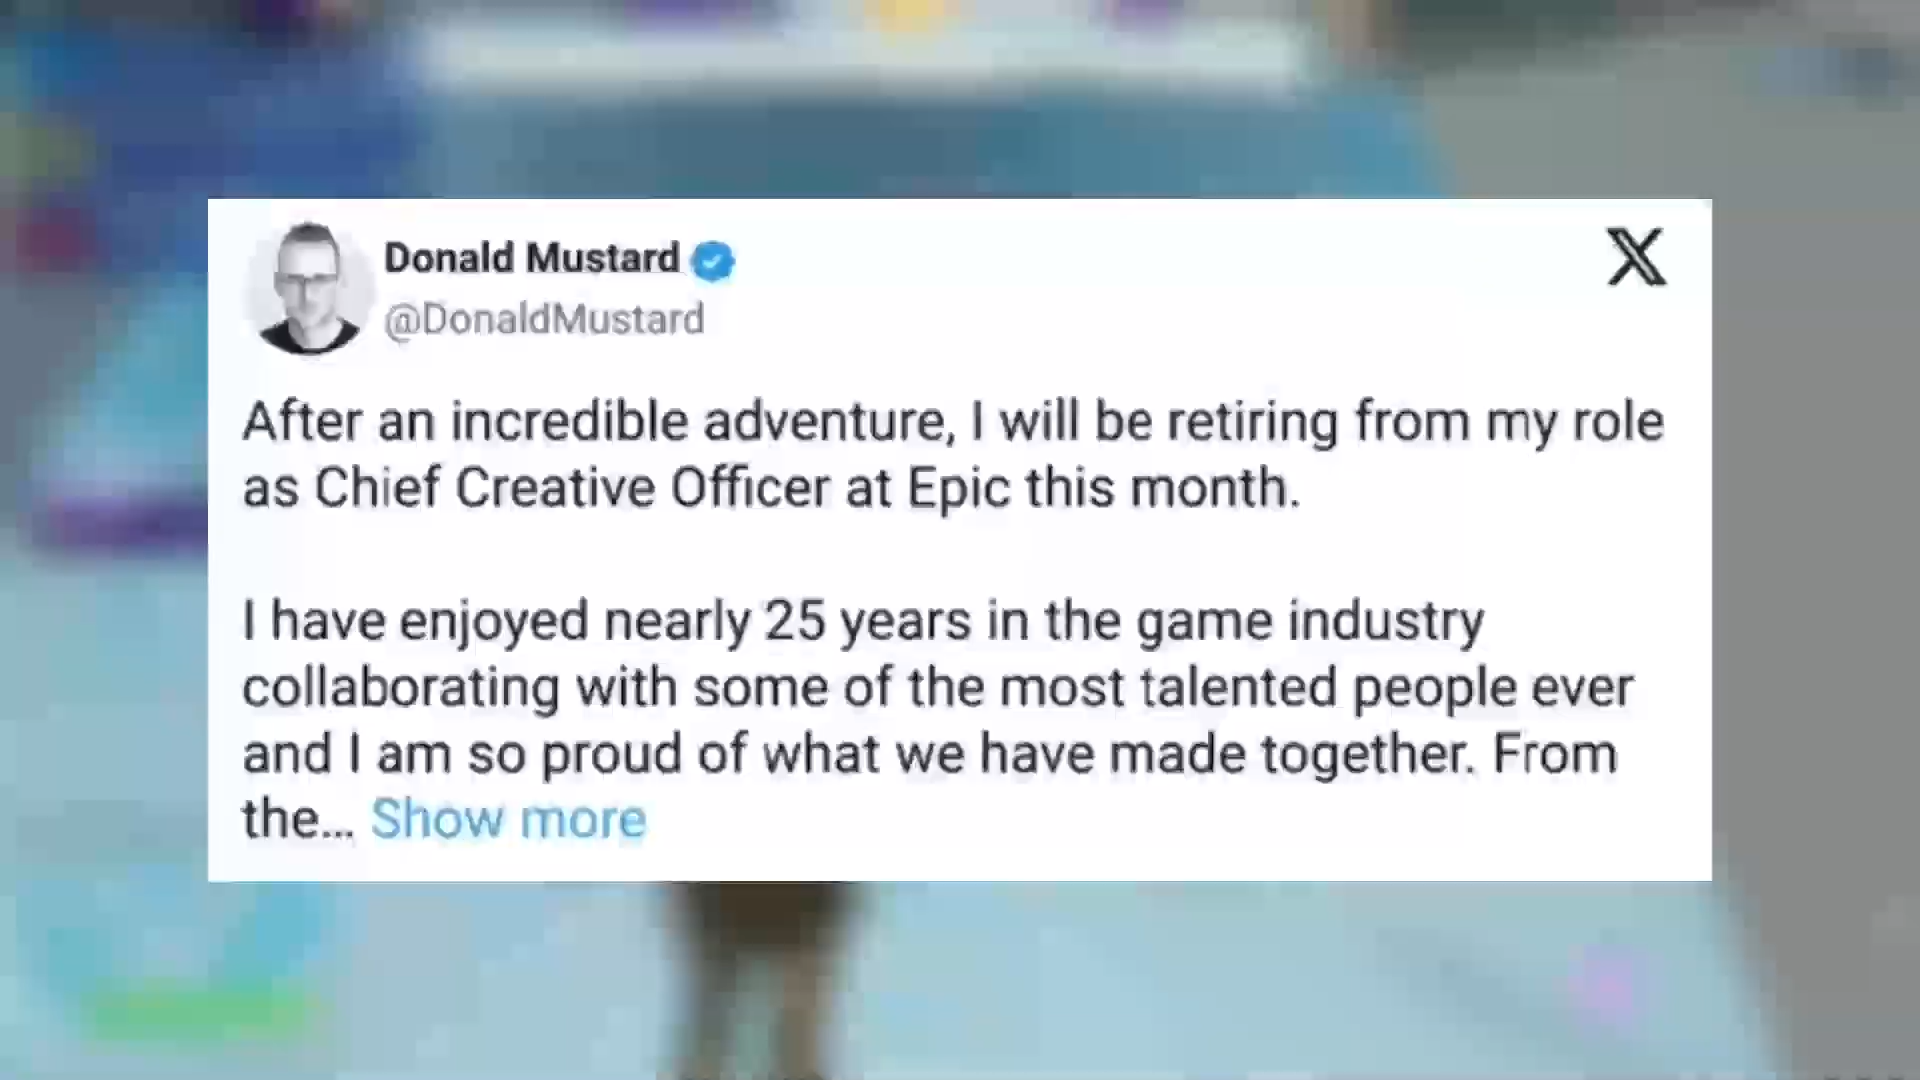 Donald Mustard
@DonaldMustard
After an incredible adventure, I will be retiring from my role
as Chief Creative Officer at Epic this month.
I have enjoyed nearly 25 years in the game industry
collaborating with some of the most talented people ever
and I am so proud of what we have made together. From
the... Show more